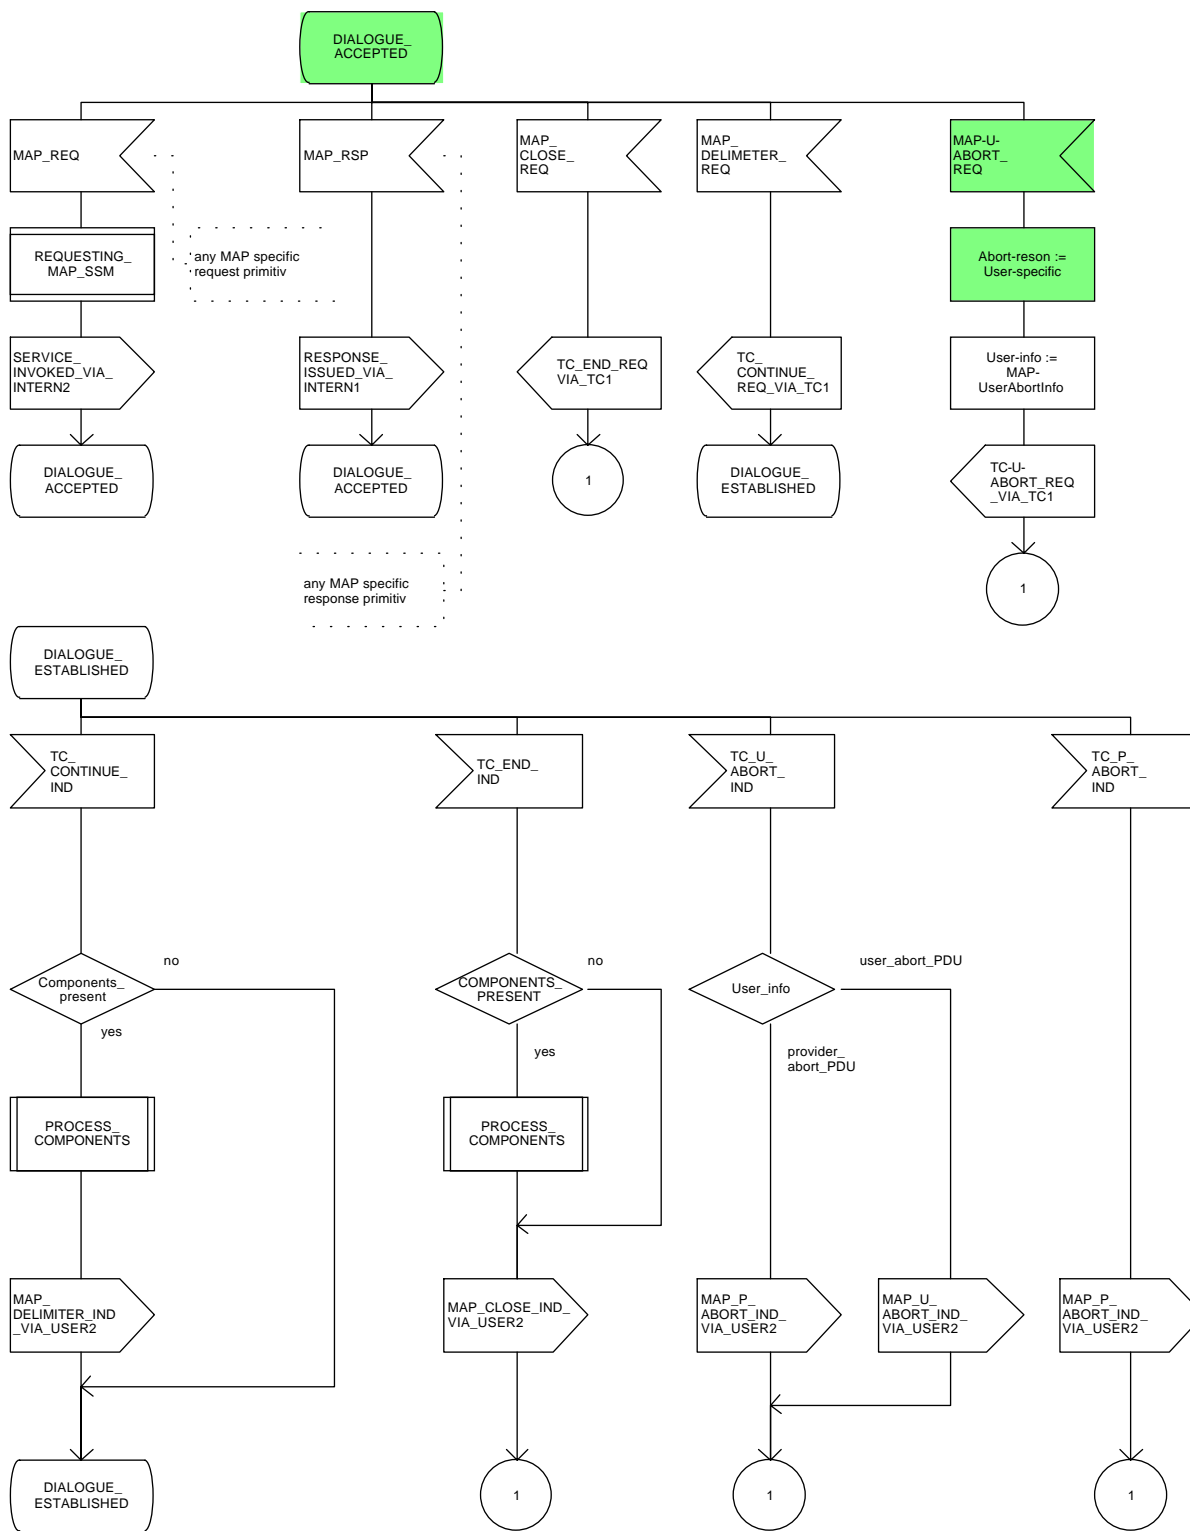 DIALOGUE_
ACCEPTED
MAP_REQ
MAP_RSP
MAP_
CLOSE_
REQ
MAP_
DELIMETER_
REQ
MAP-U-
ABORT_
REQ
REQUESTING_
MAP_SSM
any MAP specific
request primitiv
Abort-reson :=
User-specific
SERVICE_
INVOKED_VIA_
INTERN2
RESPONSE_
ISSUED_VIA_
INTERN1
TC_END_REQ
VIA_TC1
TC_
CONTINUE_
REQ_VIA_TC1
User-info :=
MAP-
UserAbortInfo
DIALOGUE_
ACCEPTED
DIALOGUE_
ACCEPTED
1
DIALOGUE_
ESTABLISHED
TC-U-
ABORT_REQ
_VIA_TC1
any MAP specific
response primitiv
1
DIALOGUE_
ESTABLISHED
TC_
CONTINUE_
IND
TC_END_
IND
TC_U_
ABORT_
IND
TC_P_
ABORT_
IND
Components_
present
no
yes
COMPONENTS_
PRESENT
no
yes
User_info
user_abort_PDU
provider_
abort_PDU
PROCESS_
COMPONENTS
PROCESS_
COMPONENTS
MAP_
DELIMITER_IND
_VIA_USER2
MAP_CLOSE_IND_
VIA_USER2
MAP_P_
ABORT_IND_
VIA_USER2
MAP_U_
ABORT_IND_
VIA_USER2
MAP_P_
ABORT_IND_
VIA_USER2
DIALOGUE_
ESTABLISHED
1
1
1